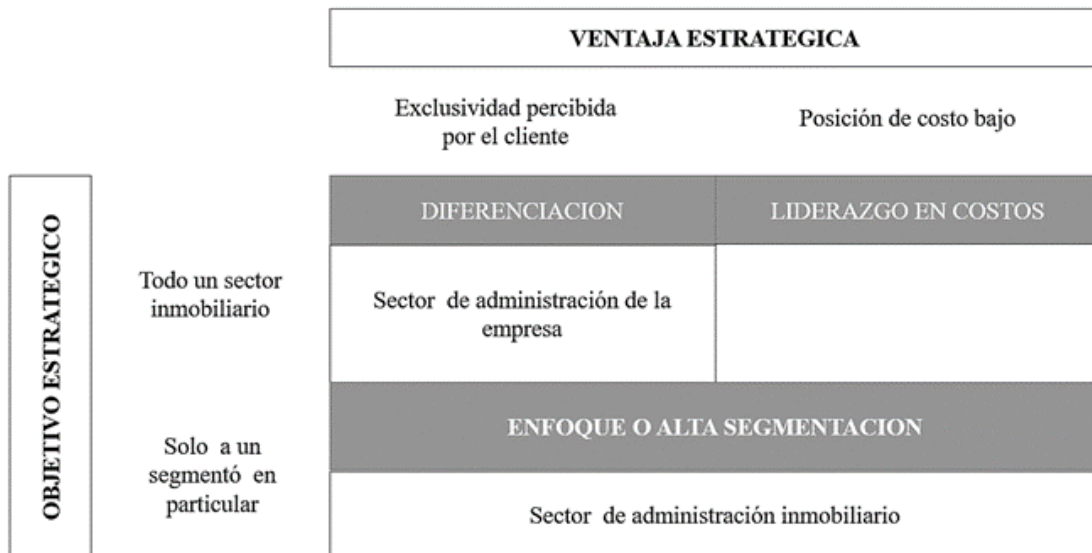 VENTAJA ESTRATEGICA
Exclusividad percibida
por el cliente
Posición de costo bajo
OBJETIVO ESTRATEGICO
DIFERENCIACION
LIDERAZGO EN COSTOS
Todo un sector
inmobiliario
Sector de administración de la
empresa
ENFOQUE O ALTA SEGMENTACION
Solo a un
segmentó en
particular
Sector de administración inmobiliario